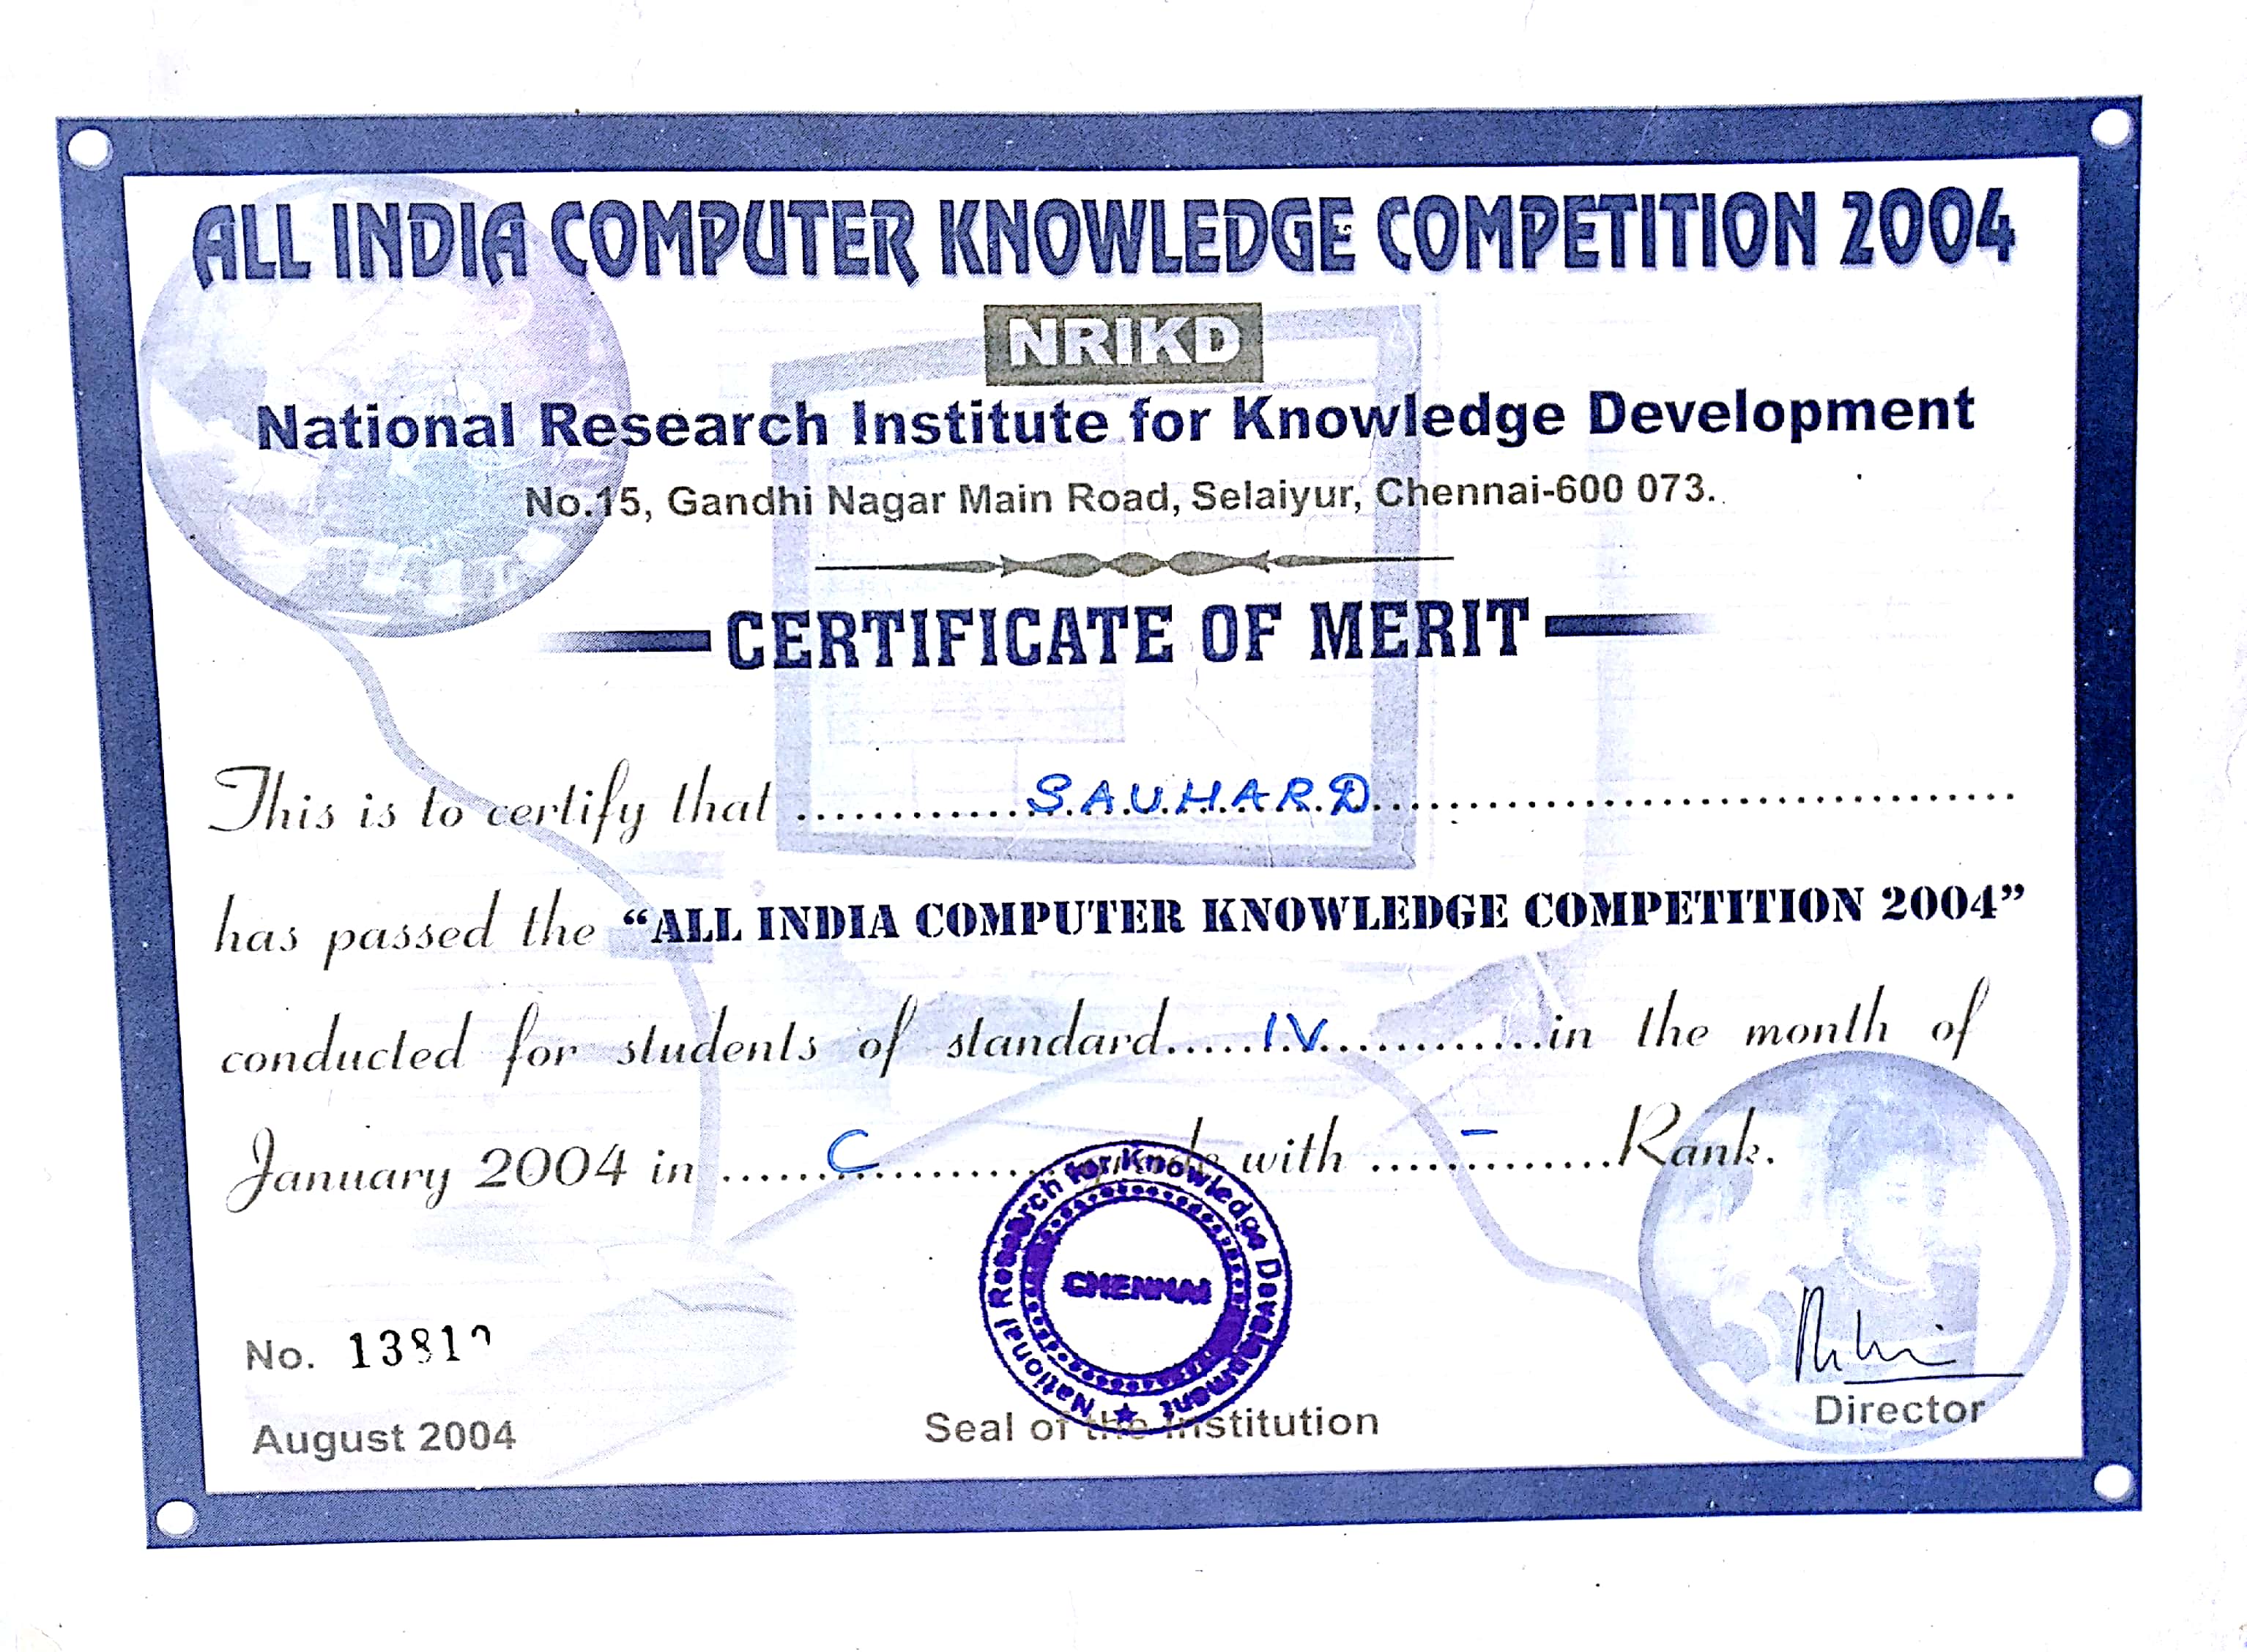 ALL INDIA COMPUTER KNOWLEDGE COMPETITION 2004
NRIKD
National Research Institute for Knowledge Development
No.15, Gandhi Nagar Main Road, Selaiyur, Chennai-600 073.
CERTIFICATE OF MERIT
This is to certify that ............SAUHARD..............................
has passed the “ALL INDIA COMPUTER KNOWLEDGE COMPETITION 2004”
conducted for students of standard......IV.............in the month of
January 2004 in ......C........... with ...–..........Rank.
National Research for Knowledge Development
CHENNAI
No.
August 2004
Seal of the Institution
Director